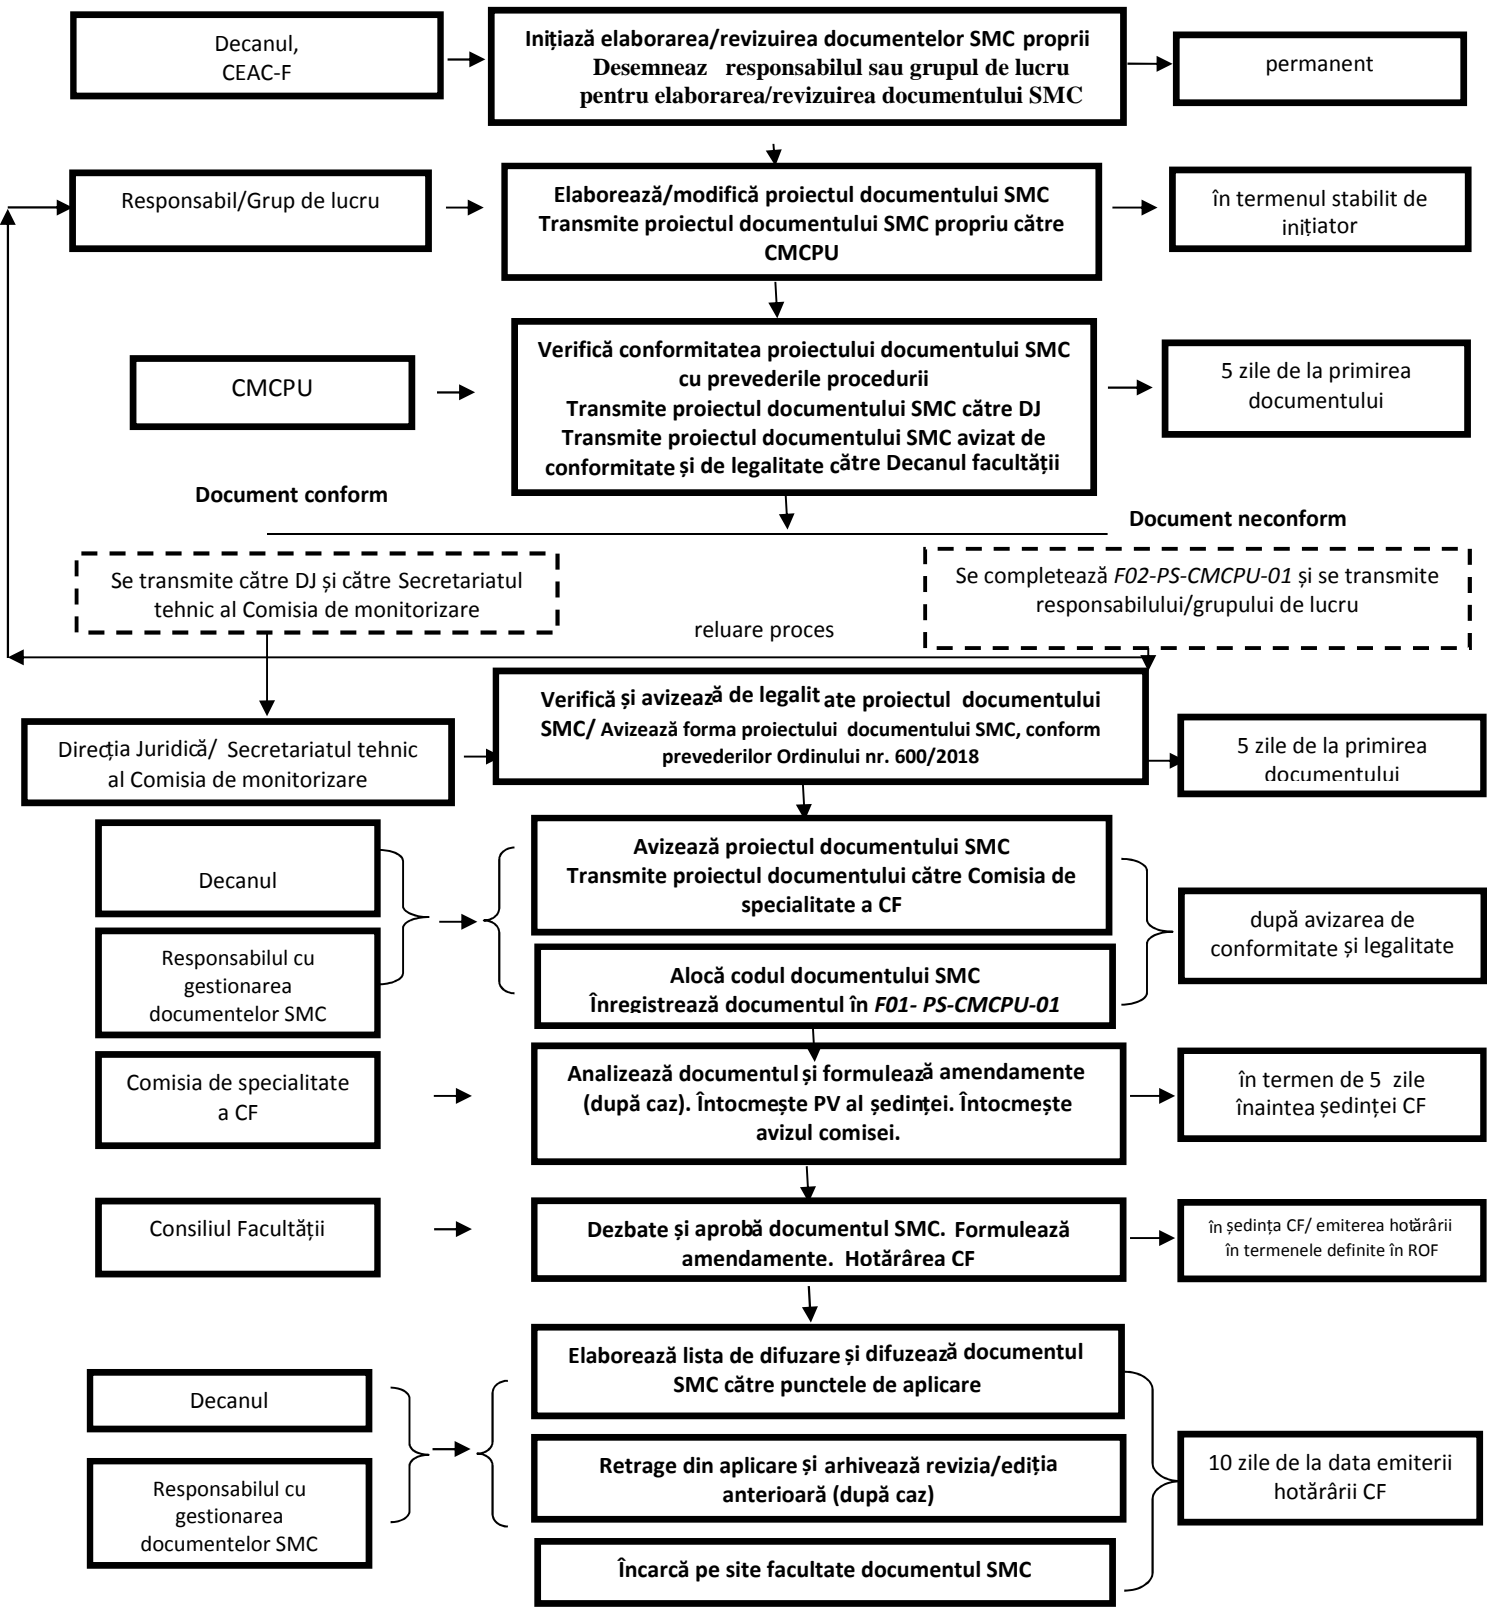 Decanul,
CEAC-F
Inițiază elaborarea/revizuirea documentelor SMC proprii
Desemneaz responsabilul sau grupul de lucru
pentru elaborarea/revizuirea documentului SMC
permanent
Responsabil/Grup de lucru
Elaborează/modifică proiectul documentului SMC
Transmite proiectul documentului SMC propriu către
CMCPU
în termenul stabilit de
inițiator
CMCPU
Verifică conformitatea proiectului documentului SMC
cu prevederile procedurii
Transmite proiectul documentului SMC către DJ
Transmite proiectul documentului SMC avizat de
conformitate și de legalitate către Decanul facultății
5 zile de la primirea
documentului
Document conform
Document neconform
Se transmite către DJ și către Secretariatul
tehnic al Comisia de monitorizare
Se completează F02-PS-CMCPU-01 și se transmite
responsabilului/grupului de lucru
reluare proces
Direcția Juridică/ Secretariatul tehnic
al Comisia de monitorizare
Verifică și avizează de legalit ate proiectul documentului
SMC/ Avizează forma proiectului documentului SMC, conform
prevederilor Ordinului nr. 600/2018
5 zile de la primirea
documentului
Decanul
Responsabilul cu
gestionarea
documentelor SMC
Avizează proiectul documentului SMC
Transmite proiectul documentului către Comisia de
specialitate a CF
Alocă codul documentului SMC
Înregistrează documentul în F01- PS-CMCPU-01
după avizarea de
conformitate și legalitate
Comisia de specialitate
a CF
Analizează documentul și formulează amendamente
(după caz). Întocmește PV al ședinței. Întocmește
avizul comisei.
în termen de 5 zile
înaintea ședinței CF
Consiliul Facultății
Dezbate și aprobă documentul SMC. Formulează
amendamente. Hotărârea CF
în ședința CF/ emiterea hotărârii
în termenele definite în ROF
Decanul
Responsabilul cu
gestionarea
documentelor SMC
Elaborează lista de difuzare și difuzează documentul
SMC către punctele de aplicare
Retrage din aplicare și arhivează revizia/ediția
anterioară (după caz)
Încarcă pe site facultate documentul SMC
10 zile de la data emiterii
hotărârii CF